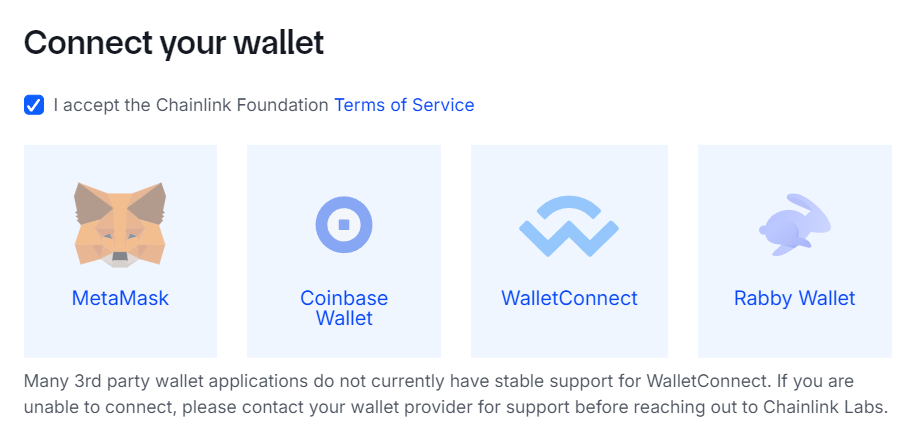 Connect your wallet
I accept the Chainlink Foundation Terms of Service
MetaMask
Coinbase
Wallet
WalletConnect
Rabby Wallet
Many 3rd party wallet applications do not currently have stable support for WalletConnect. If you are
unable to connect, please contact your wallet provider for support before reaching out to Chainlink Labs.